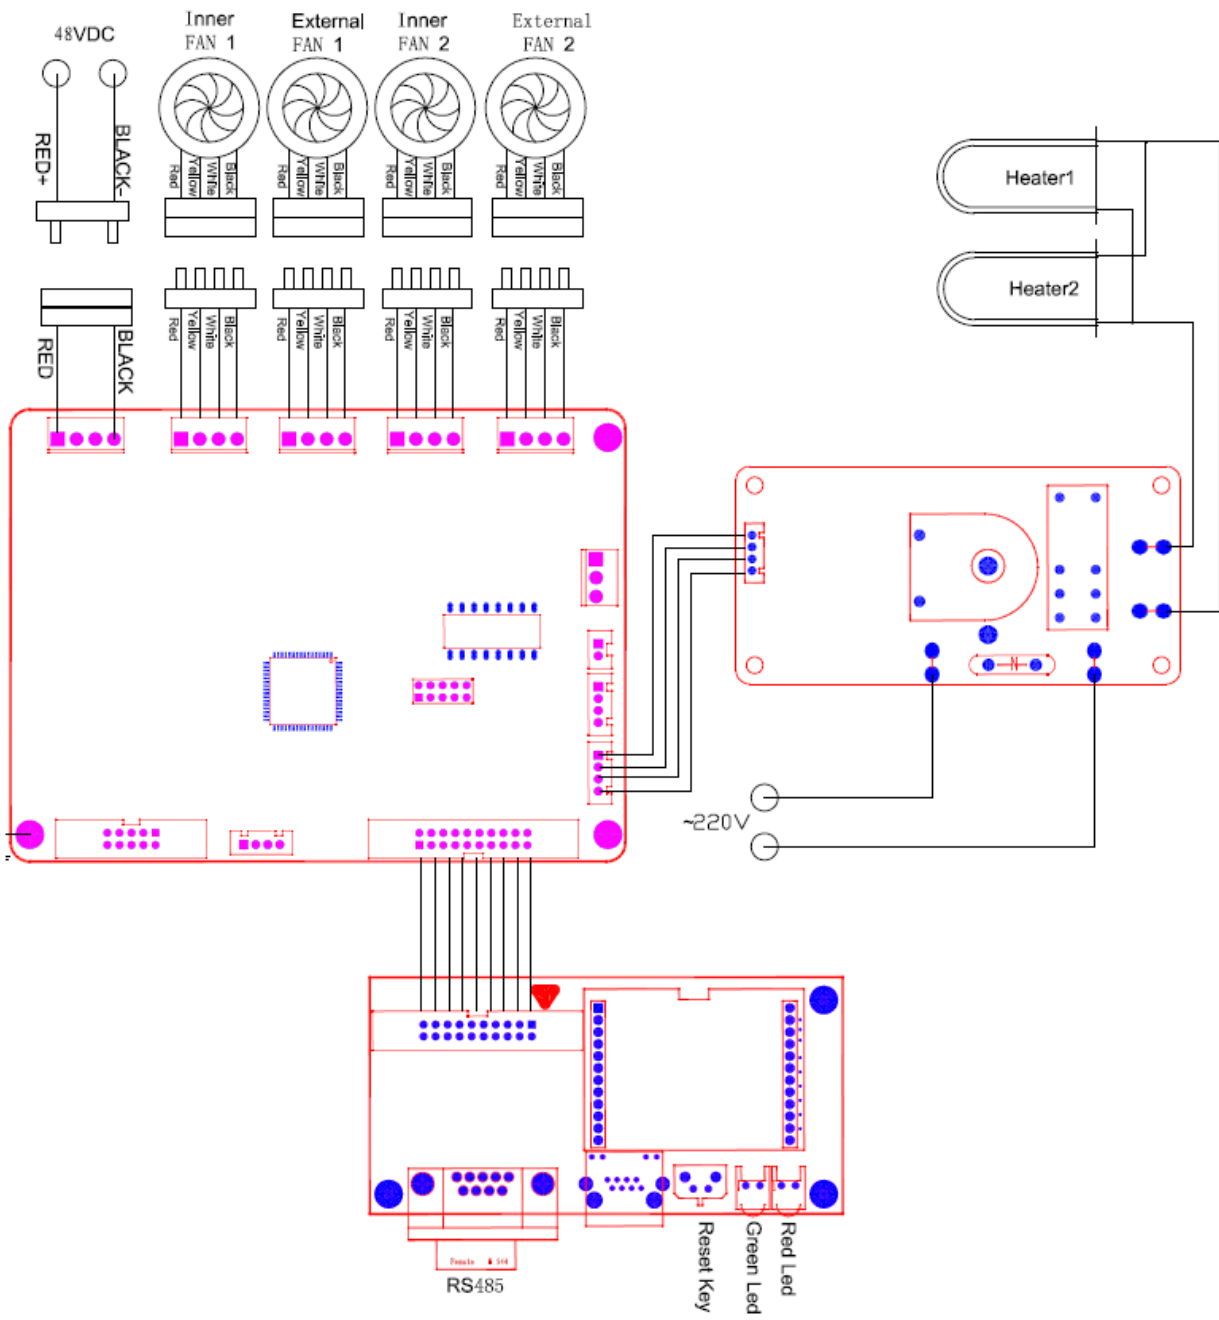 48VDC
Inner
FAN 1
External
FAN 1
Inner
FAN 2
External
FAN 2
RED+
BLACK-
Red
Yellow
White
Black
Red
Yellow
White
Black
Red
Yellow
White
Black
Red
Yellow
White
Black
Heater1
Heater2
RED
BLACK
Red
Yellow
White
Black
Red
Yellow
White
Black
Red
Yellow
White
Black
Red
Yellow
White
Black
~220V
Reset Key
Green Led
Red Led
Female
RS485